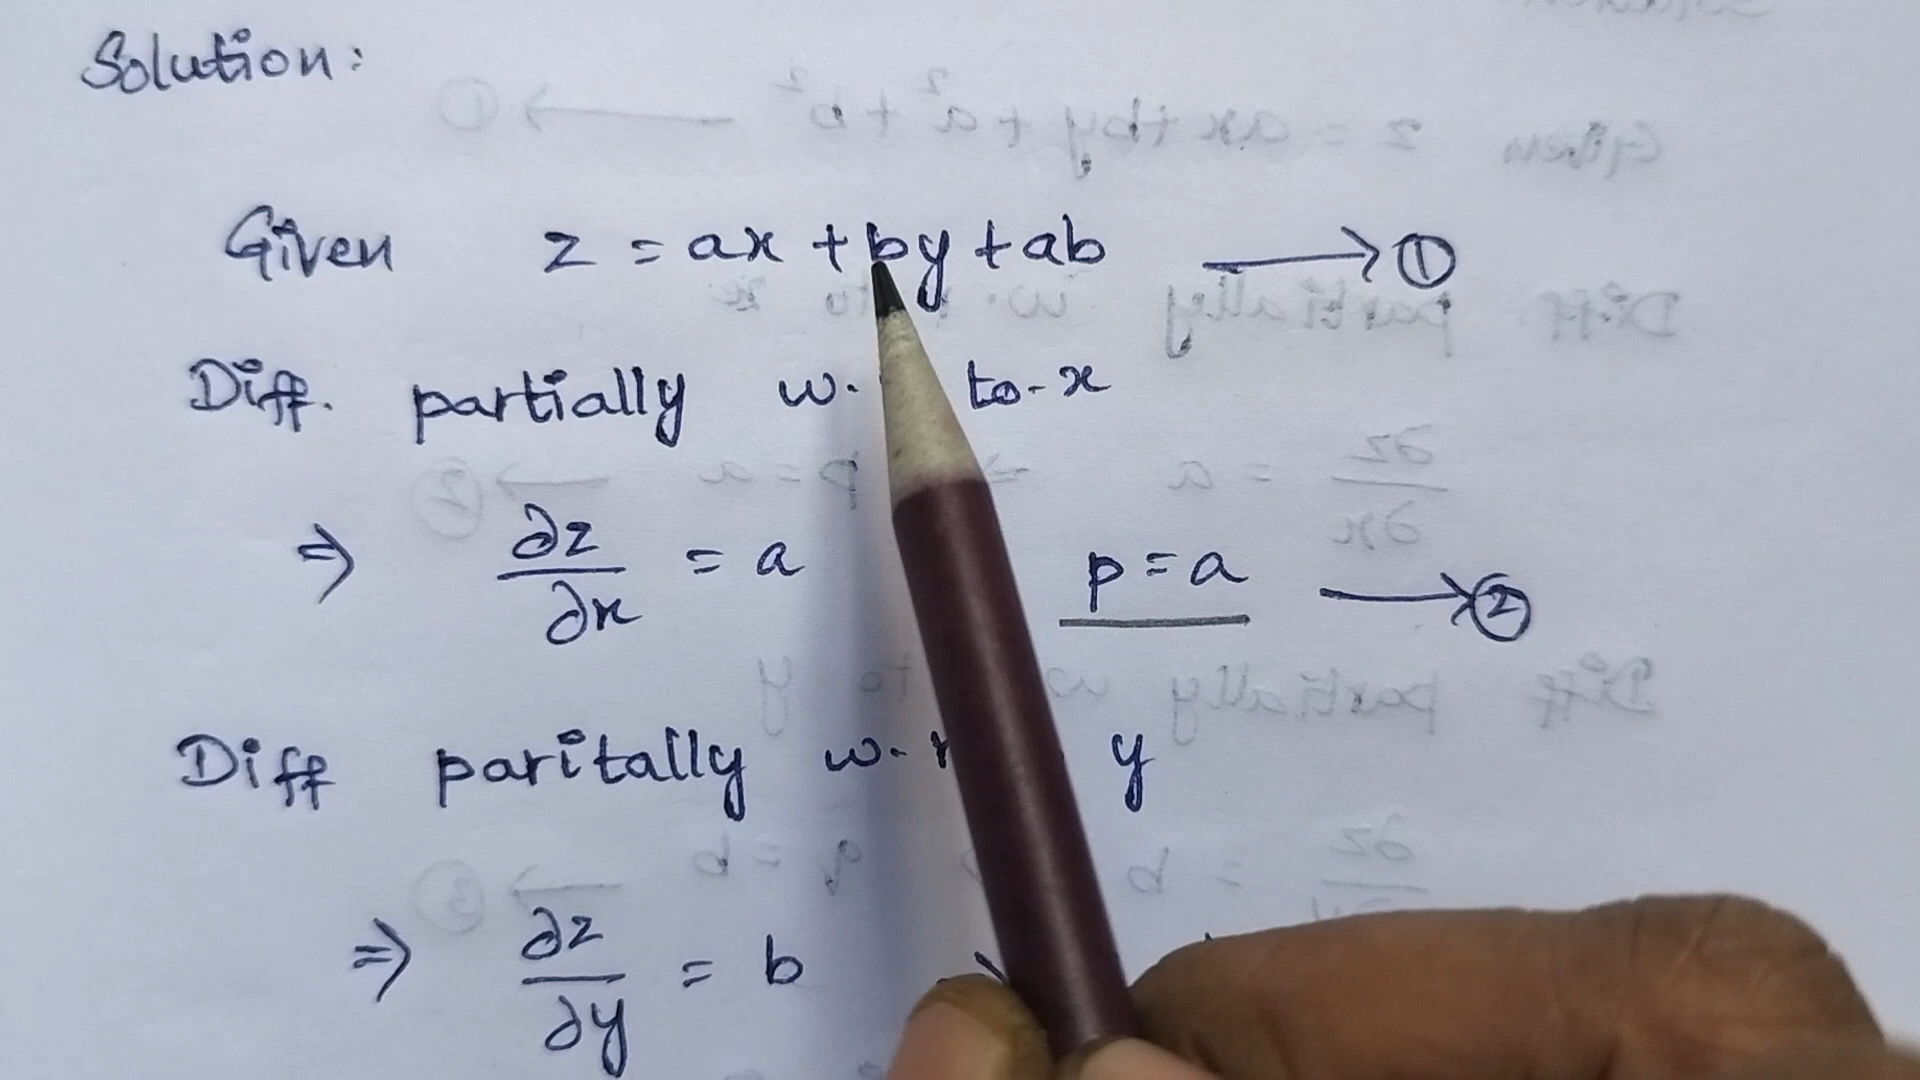 Solution:
Given z = ax + by + ab → ①
Diff. partially w. to. x
⇒ ∂z/∂x = a p = a → ②
Diff paritally w. r y
⇒ ∂z/∂y = b